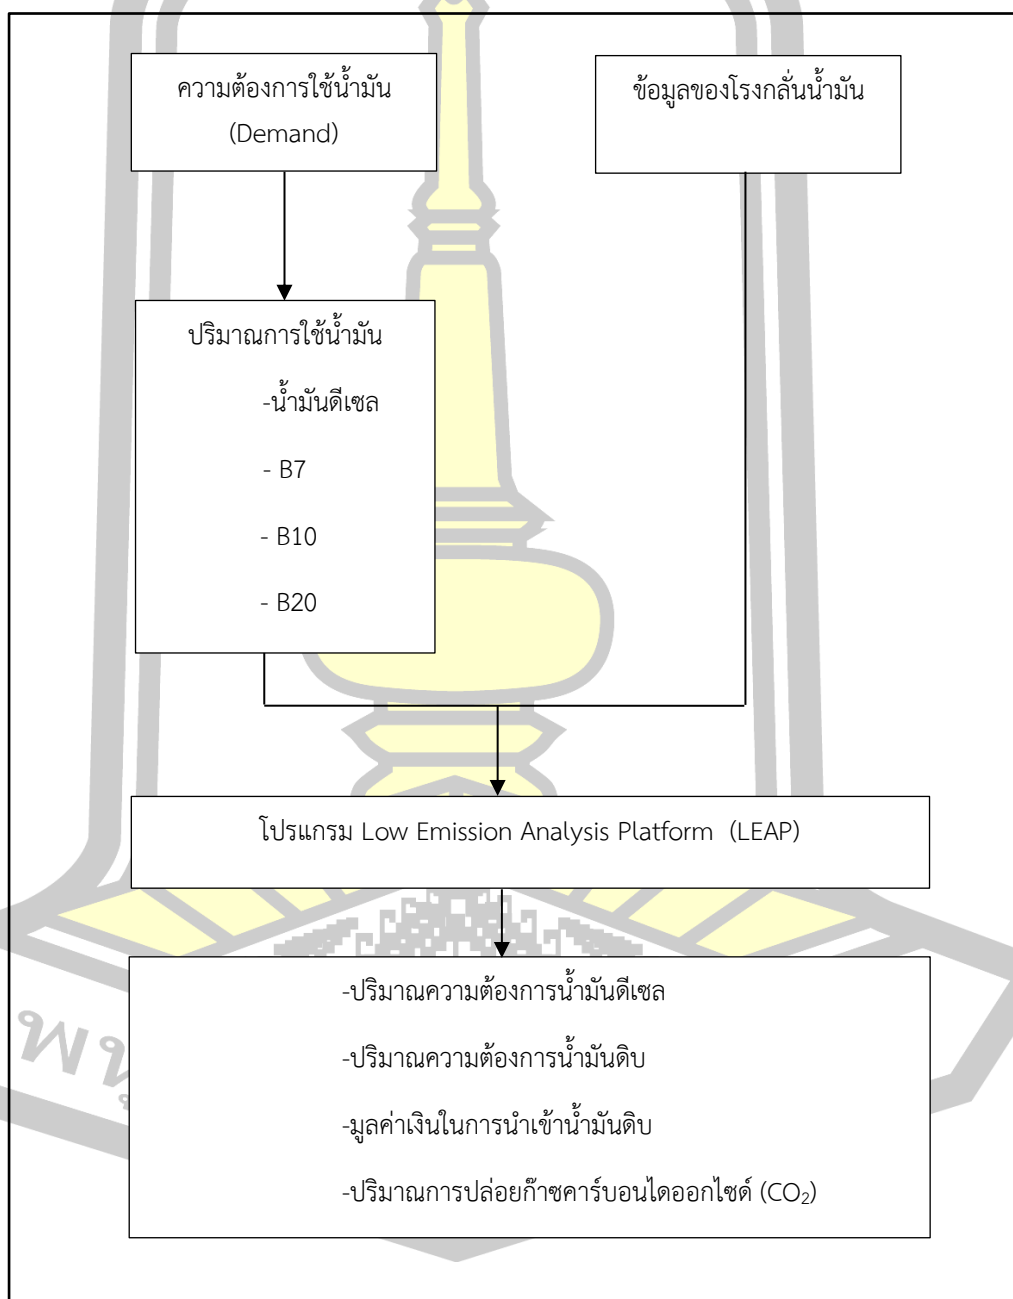 ความต้องการใช้น้ำมัน
(Demand)
ข้อมูลของโรงกลั่นน้ำมัน
ปริมาณการใช้น้ำมัน
-น้ำมันดีเซล
- B7
- B10
- B20
โปรแกรม Low Emission Analysis Platform (LEAP)
-ปริมาณความต้องการน้ำมันดีเซล
-ปริมาณความต้องการน้ำมันดิบ
-มูลค่าเงินในการนำเข้าน้ำมันดิบ
-ปริมาณการปล่อยก๊าซคาร์บอนไดออกไซด์ (CO₂)